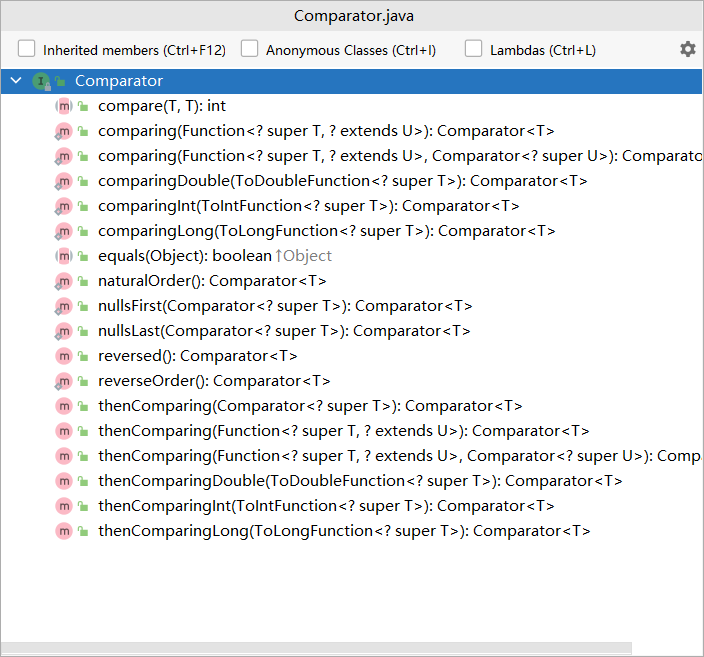 Comparator.java
Inherited members (Ctrl+F12) Anonymous Classes (Ctrl+I) Lambdas (Ctrl+L)
I Comparator
m compare(T, T): int
m comparing(Function<? super T, ? extends U>): Comparator<T>
m comparing(Function<? super T, ? extends U>, Comparator<? super U>): Comparato
m comparingDouble(ToDoubleFunction<? super T>): Comparator<T>
m comparingInt(ToIntFunction<? super T>): Comparator<T>
m comparingLong(ToLongFunction<? super T>): Comparator<T>
m equals(Object): boolean ↑Object
m naturalOrder(): Comparator<T>
m nullsFirst(Comparator<? super T>): Comparator<T>
m nullsLast(Comparator<? super T>): Comparator<T>
m reversed(): Comparator<T>
m reverseOrder(): Comparator<T>
m thenComparing(Comparator<? super T>): Comparator<T>
m thenComparing(Function<? super T, ? extends U>): Comparator<T>
m thenComparing(Function<? super T, ? extends U>, Comparator<? super U>): Comp
m thenComparingDouble(ToDoubleFunction<? super T>): Comparator<T>
m thenComparingInt(ToIntFunction<? super T>): Comparator<T>
m thenComparingLong(ToLongFunction<? super T>): Comparator<T>